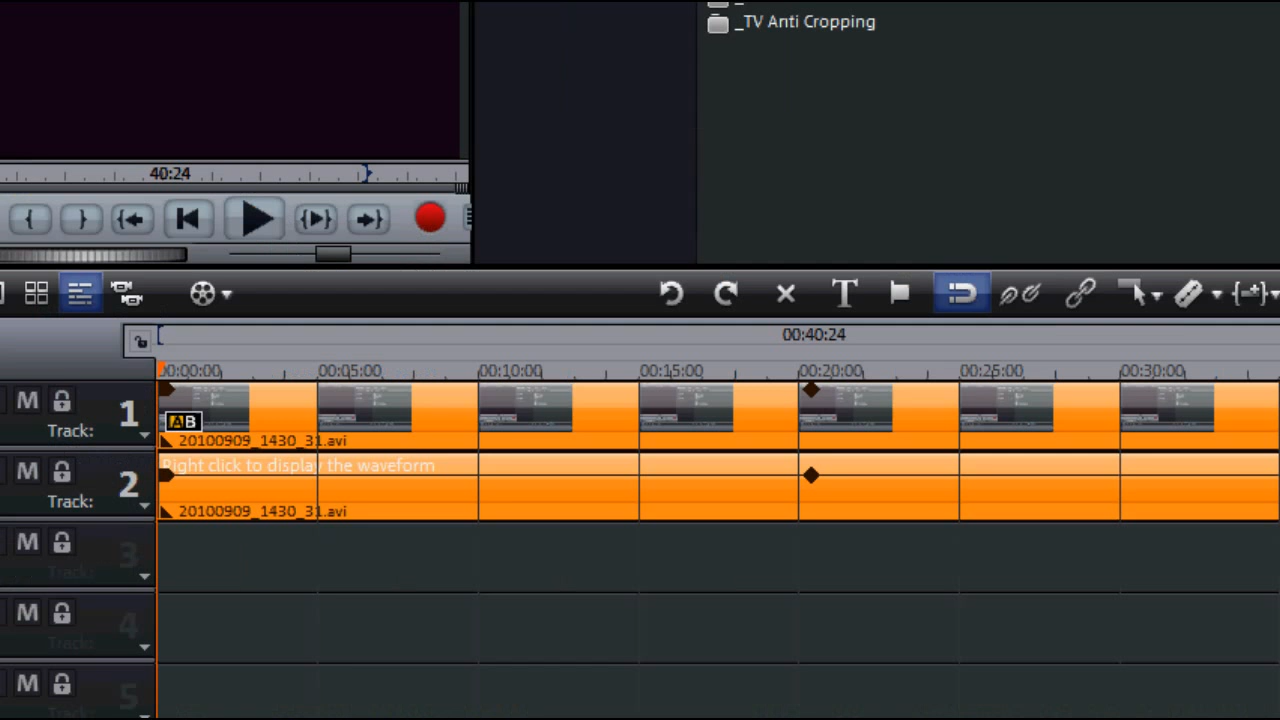 _TV Anti Cropping
40:24
T
00:40:24
00:00:00 00:05:00 00:10:00 00:15:00 00:20:00 00:25:00 00:30:00
M
1
Track:
AB
20100909_1430_31.avi
M
2
Track:
Right click to display the waveform
20100909_1430_31.avi
M
3
Track:
M
4
Track:
M
5
Track: